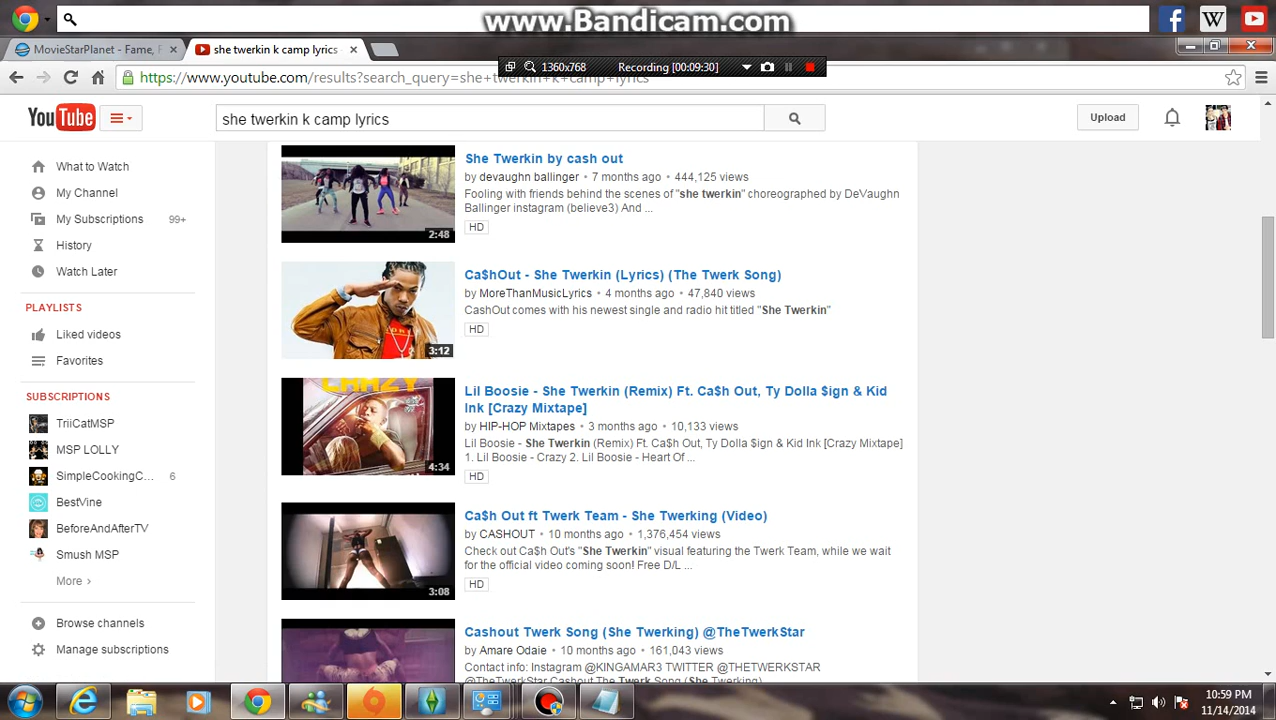 www.Bandicam.com
MovieStarPlanet - Fame, F
she twerkin k camp lyrics -
1360x768
Recording [00:09:30]
https://www.youtube.com/results?search_query=she+twerkin+k+camp+lyrics
YouTube
she twerkin k camp lyrics
Upload
What to Watch
My Channel
My Subscriptions 99+
History
Watch Later
PLAYLISTS
Liked videos
Favorites
SUBSCRIPTIONS
TriiCatMSP
MSP LOLLY
SimpleCookingC... 6
BestVine
BeforeAndAfterTV
Smush MSP
More ›
Browse channels
Manage subscriptions
2:48
She Twerkin by cash out
by devaughn ballinger • 7 months ago • 444,125 views
Fooling with friends behind the scenes of "she twerkin" choreographed by DeVaughn
Ballinger instagram (believe3) And ...
HD
3:12
Ca$hOut - She Twerkin (Lyrics) (The Twerk Song)
by MoreThanMusicLyrics • 4 months ago • 47,840 views
CashOut comes with his newest single and radio hit titled "She Twerkin"
HD
4:34
Lil Boosie - She Twerkin (Remix) Ft. Ca$h Out, Ty Dolla $ign & Kid
Ink [Crazy Mixtape]
by HIP-HOP Mixtapes • 3 months ago • 10,133 views
Lil Boosie - She Twerkin (Remix) Ft. Ca$h Out, Ty Dolla $ign & Kid Ink [Crazy Mixtape]
1. Lil Boosie - Crazy 2. Lil Boosie - Heart Of ...
HD
3:08
Ca$h Out ft Twerk Team - She Twerking (Video)
by CASHOUT • 10 months ago • 1,376,454 views
Check out Ca$h Out's "She Twerkin" visual featuring the Twerk Team, while we wait
for the official video coming soon! Free D/L ...
HD
Cashout Twerk Song (She Twerking) @TheTwerkStar
by Amare Odaie • 10 months ago • 161,043 views
Contact info: Instagram @KINGAMAR3 TWITTER @THETWERKSTAR
@TheTwerkStar Cashout The Twerk Song (She Twerking)
10:59 PM
11/14/2014